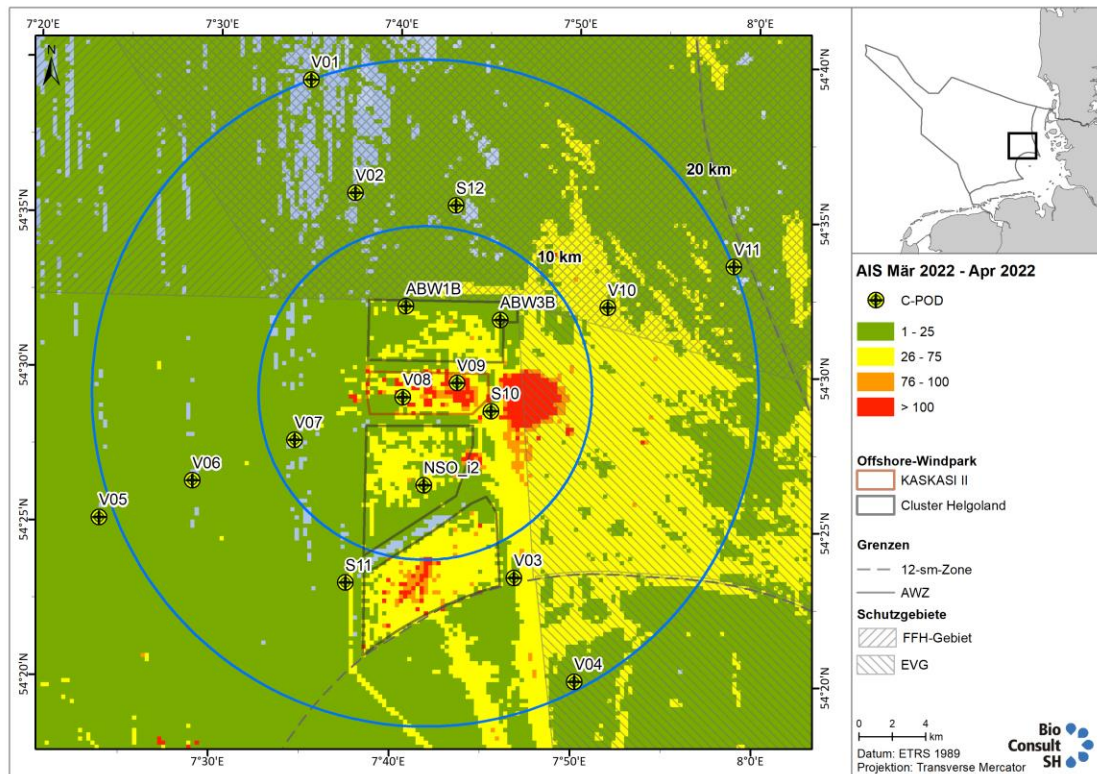 7°20'E 7°30'E 7°40'E 7°50'E 8°0'E
N
54°40'N 54°40'N
54°35'N 54°35'N
54°30'N 54°30'N
54°25'N 54°25'N
54°20'N 54°20'N
7°30'E 7°40'E 7°50'E 8°0'E
V01
V02
S12
20 km
V11
10 km
ABW1B
ABW3B
V10
V09
V08
S10
V07
NSO_i2
V06
V05
S11
V03
V04
AIS Mär 2022 - Apr 2022
C-POD
1 - 25
26 - 75
76 - 100
> 100
Offshore-Windpark
KASKASI II
Cluster Helgoland
Grenzen
12-sm-Zone
AWZ
Schutzgebiete
FFH-Gebiet
EVG
0 2 4
km
Datum: ETRS 1989
Projektion: Transverse Mercator
Bio
Consult
SH